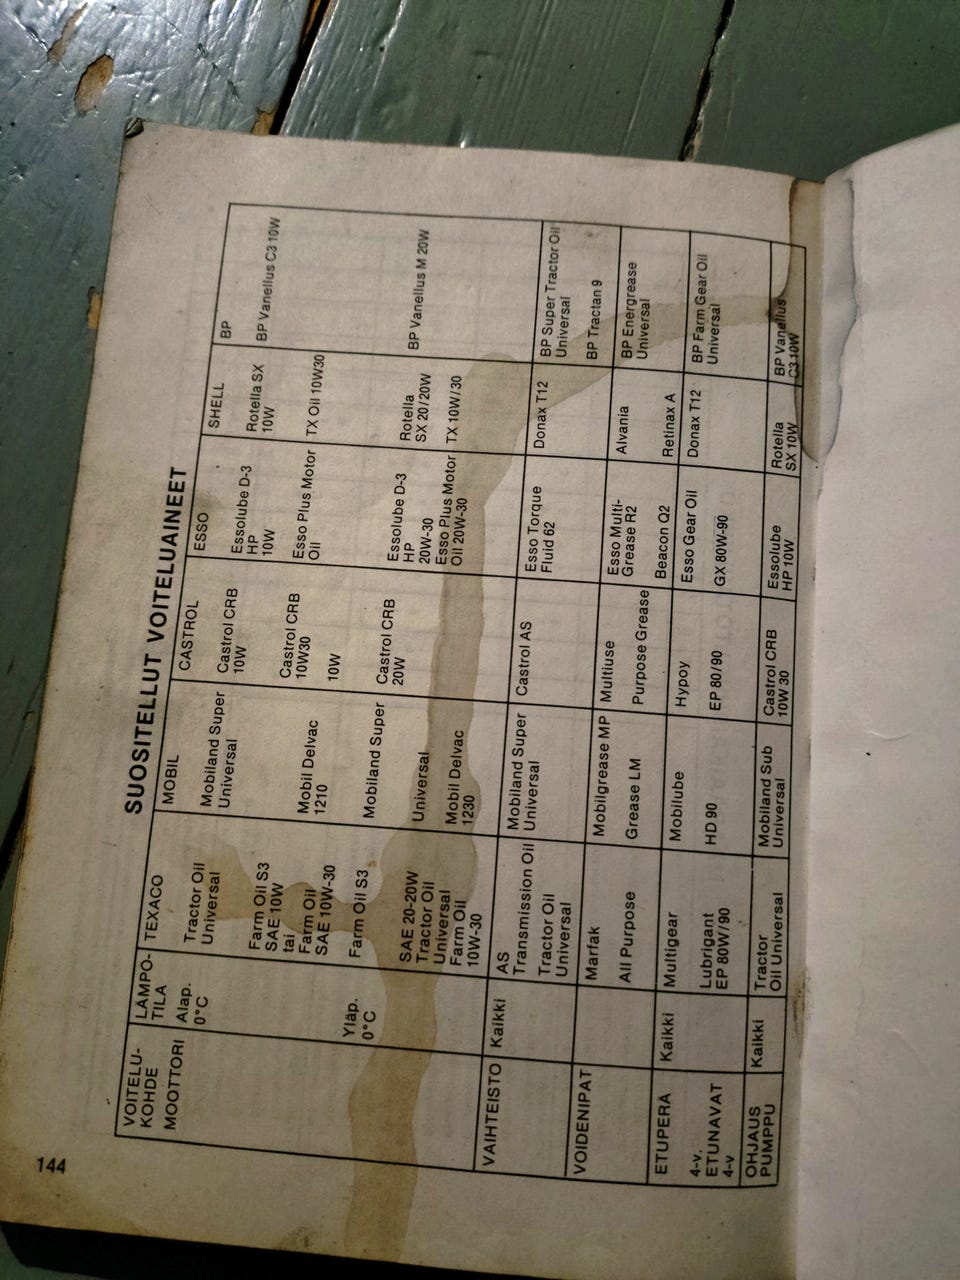 144
SUOSITELLUT VOITELUAINEET
VOITELU-
KOHDE
LÄMPO-
TILA
TEXACO
MOBIL
CASTROL
ESSO
SHELL
BP
MOOTTORI
Alap.
0°C
Tractor Oil
Universal
Farm Oil S3
SAE 10W
tai
Farm Oil
SAE 10W-30
Mobiland Super
Universal
Mobil Delvac
1210
Castrol CRB
10W
Castrol CRB
10W30
10W
Essolube D-3
HP
10W
Esso Plus Motor
Oil
Rotella SX
10W
TX Oil 10W30
BP Vanellus C3 10W
Yläp.
0°C
Farm Oil S3
SAE 20-20W
Tractor Oil
Universal
Farm Oil
10W-30
Mobiland Super
Universal
Mobil Delvac
1230
Castrol CRB
20W
Essolube D-3
HP
20W-30
Esso Plus Motor
Oil 20W-30
Rotella
SX 20/20W
TX 10W/30
BP Vanellus M 20W
VAIHTEISTO
Kaikki
AS
Transmission Oil
Tractor Oil
Universal
Mobiland Super
Universal
Castrol AS
Esso Torque
Fluid 62
Donax T12
BP Super Tractor Oil
Universal
BP Tractan 9
VOIDENIPAT
Marfak
All Purpose
Mobilgrease MP
Grease LM
Multiuse
Purpose Grease
Esso Multi-
Grease R2
Beacon Q2
Alvania
Retinax A
BP Energrease
Universal
ETUPERÄ
4-v.
ETUNAVAT
4-v
Kaikki
Multigear
Lubrigant
EP 80W/90
Mobilube
HD 90
Hypoy
EP 80/90
Esso Gear Oil
GX 80W-90
Donax T12
BP Farm Gear Oil
Universal
OHJAUS
PUMPPU
Kaikki
Tractor
Oil Universal
Mobiland Sub
Universal
Castrol CRB
10W 30
Essolube
HP 10W
Rotella
SX 10W
BP Vanellus
C3 10W